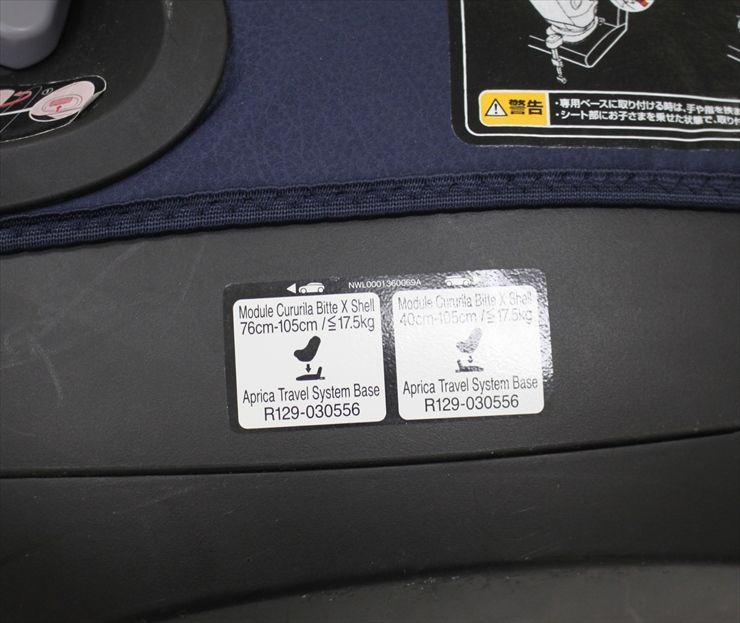 警告
・専用ベースに取り付ける時は、手や指を挟ま
・シート部にお子さまを乗せた状態で、取り付
NWL0001360069A
Module Cururila Bitte X Shell
76cm-105cm /≦17.5kg
Aprica Travel System Base
R129-030556
Module Cururila Bitte X Shell
40cm-105cm /≦17.5kg
Aprica Travel System Base
R129-030556